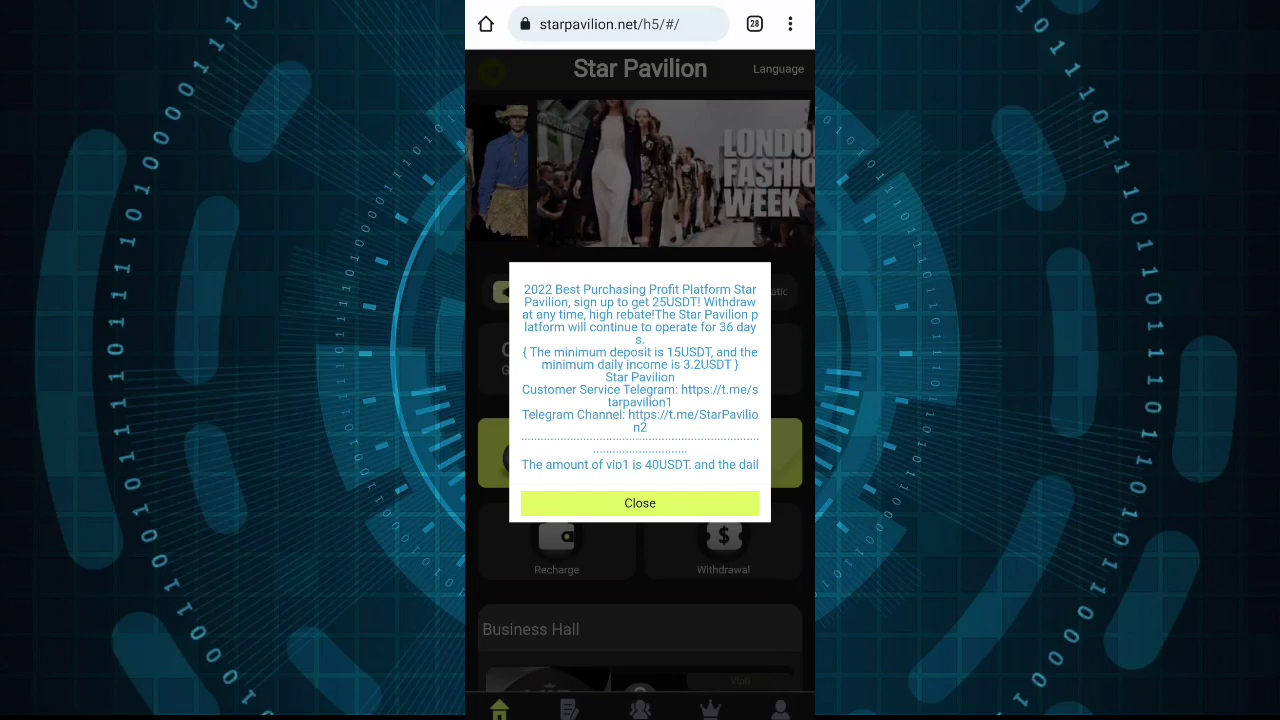 starpavilion.net/h5/#/
28
Star Pavilion
Language
LONDO
FASHIO
WEEK
2022 Best Purchasing Profit Platform Star
Pavilion, sign up to get 25USDT! Withdraw
at any time, high rebate!The Star Pavilion p
latform will continue to operate for 36 day
s.
{ The minimum deposit is 15USDT, and the
minimum daily income is 3.2USDT }
Star Pavilion
Customer Service Telegram: https://t.me/s
tarpavilion1
Telegram Channel: https://t.me/StarPavilio
n2
The amount of vip1 is 40USDT, and the dail
Close
Recharge
Withdrawal
Business Hall